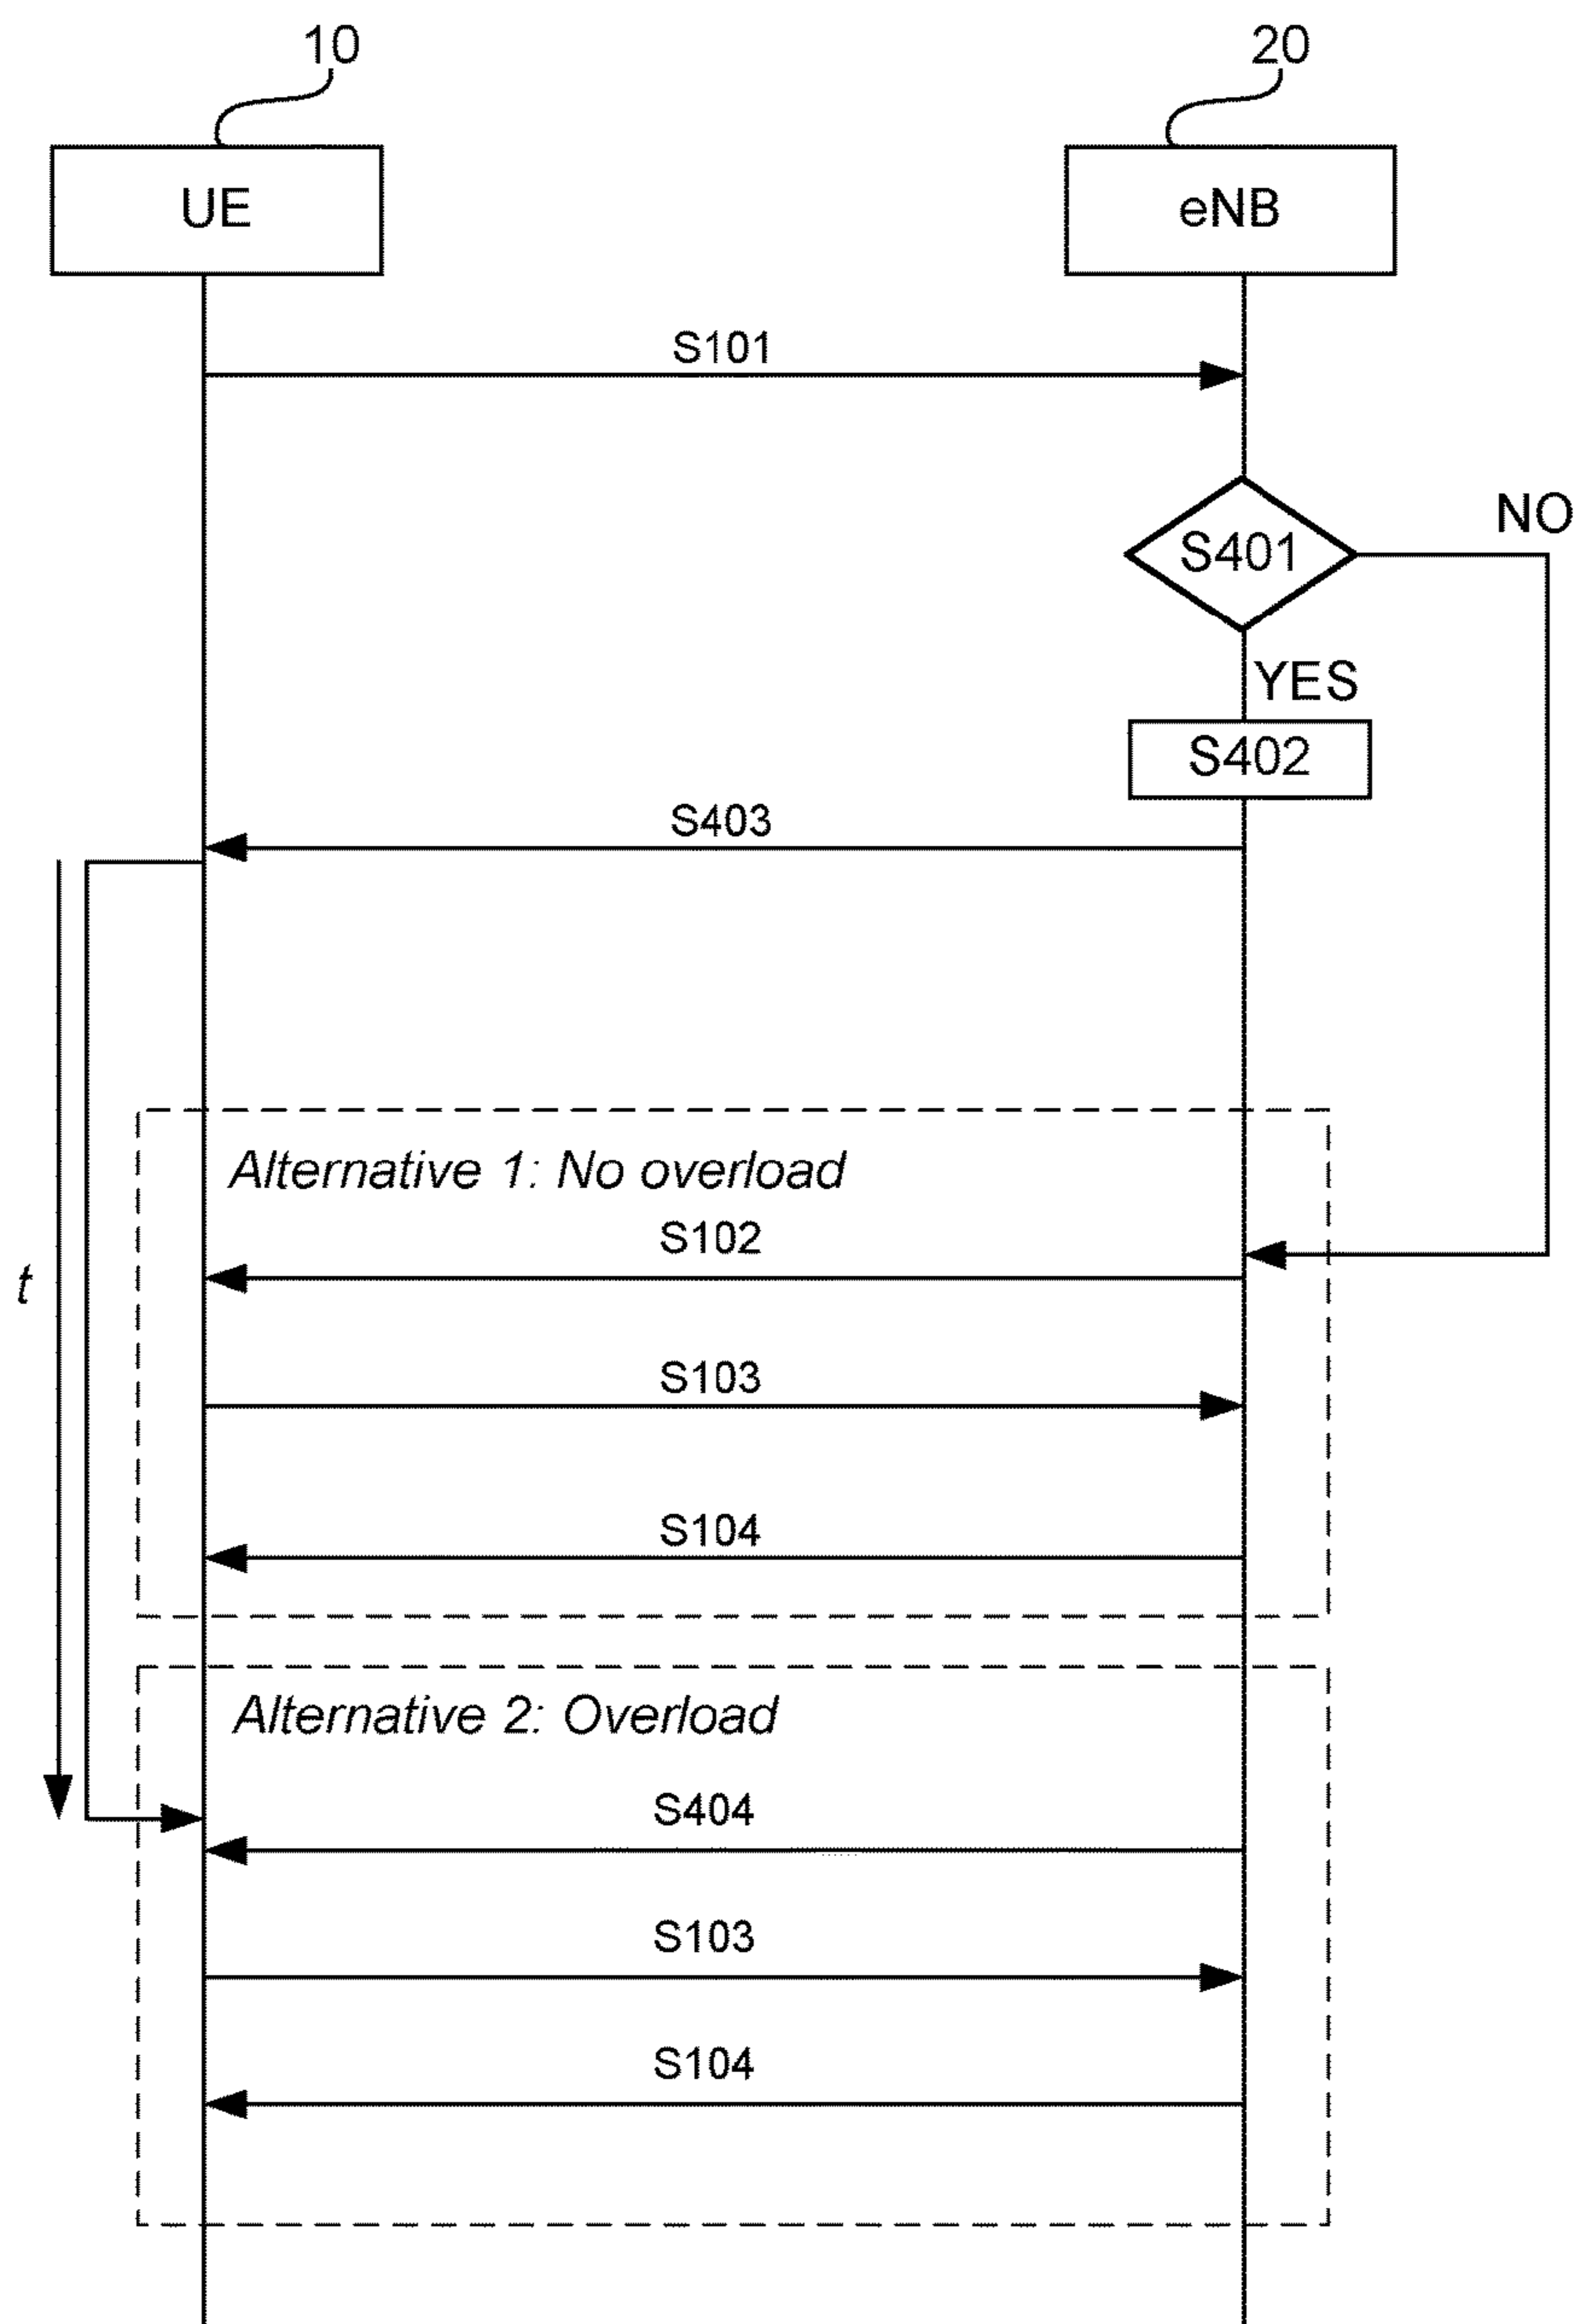 10
20
UE
eNB
S101
NO
S401
YES
S402
S403
Alternative 1: No overload
S102
t
S103
S104
Alternative 2: Overload
S404
S103
S104